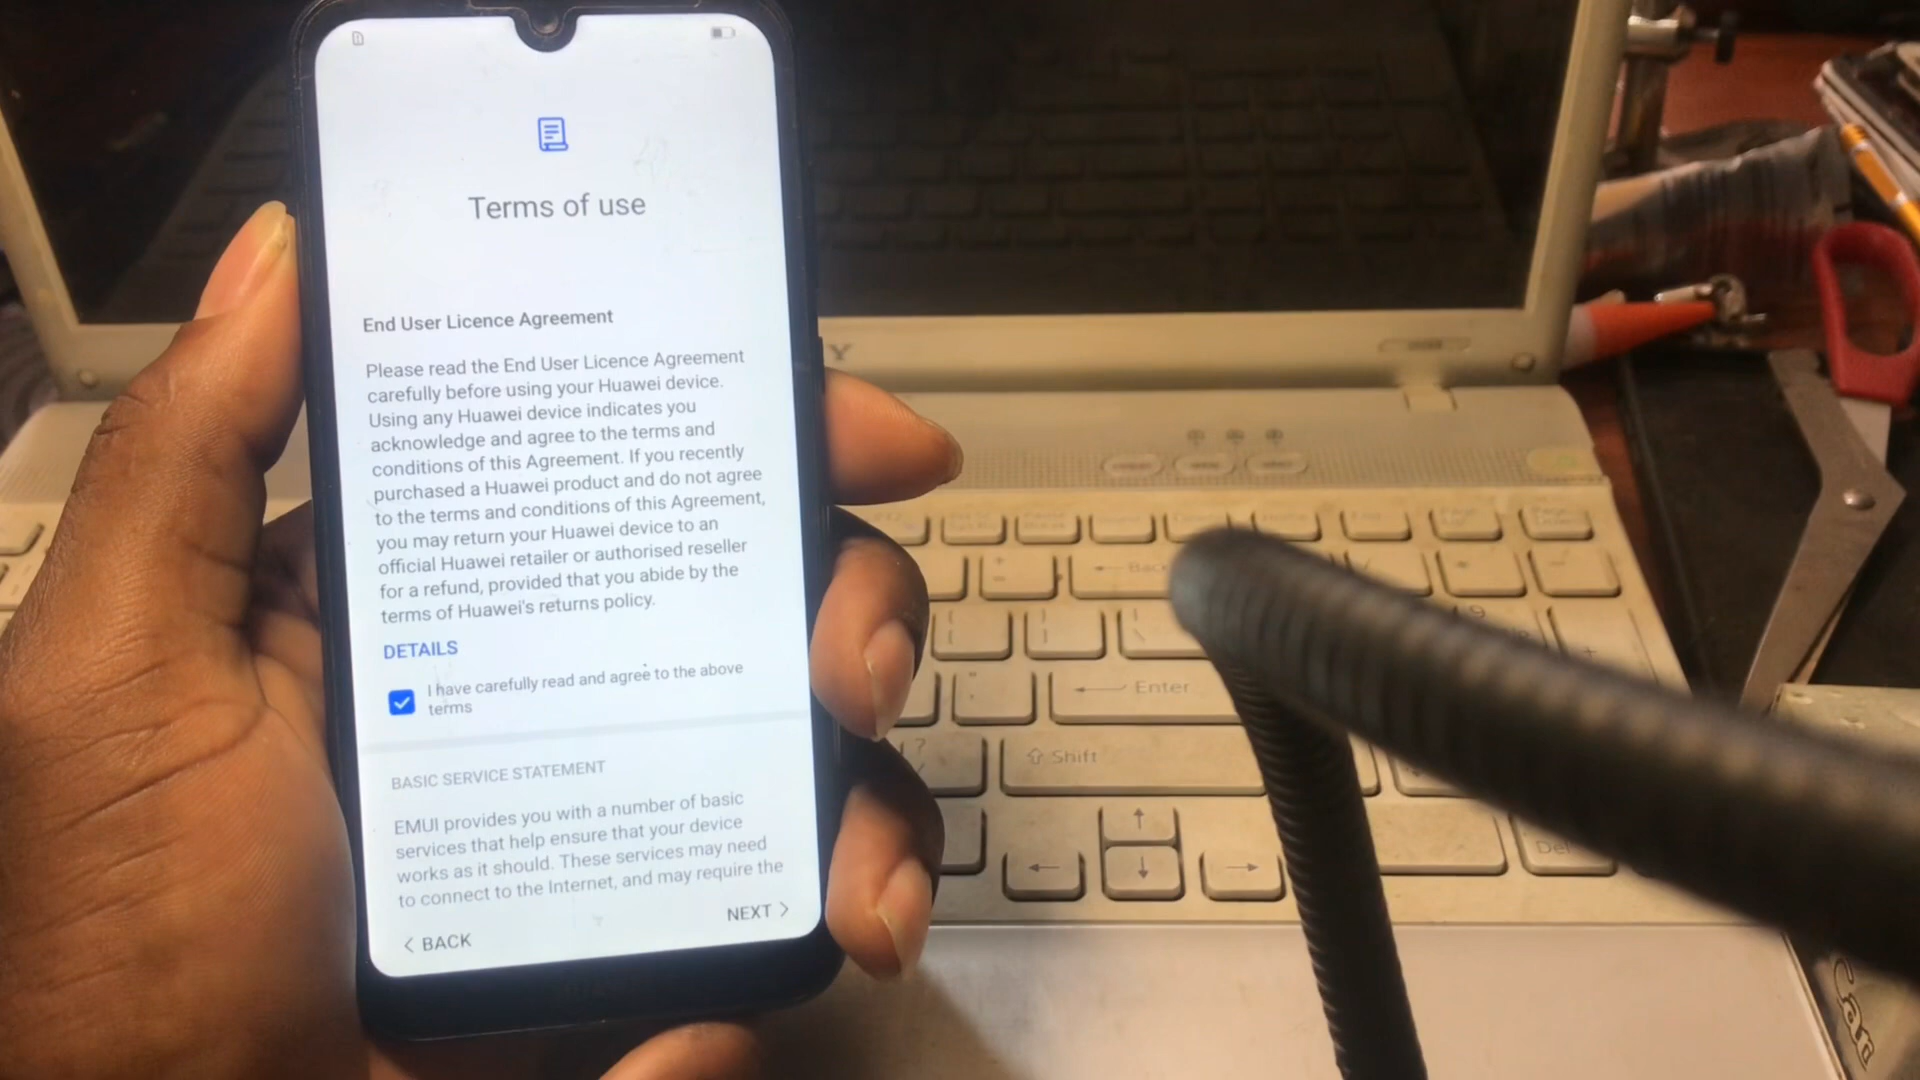 Terms of use
End User Licence Agreement
Please read the End User Licence Agreement
carefully before using your Huawei device.
Using any Huawei device indicates you
acknowledge and agree to the terms and
conditions of this Agreement. If you recently
purchased a Huawei product and do not agree
to the terms and conditions of this Agreement,
you may return your Huawei device to an
official Huawei retailer or authorised reseller
for a refund, provided that you abide by the
terms of Huawei's returns policy.
DETAILS
I have carefully read and agree to the above
terms
BASIC SERVICE STATEMENT
EMUI provides you with a number of basic
services that help ensure that your device
works as it should. These services may need
to connect to the Internet, and may require the
NEXT >
< BACK
Y
← Back
← Enter
⇧ Shift
↑
← ↓ →
Del
Can